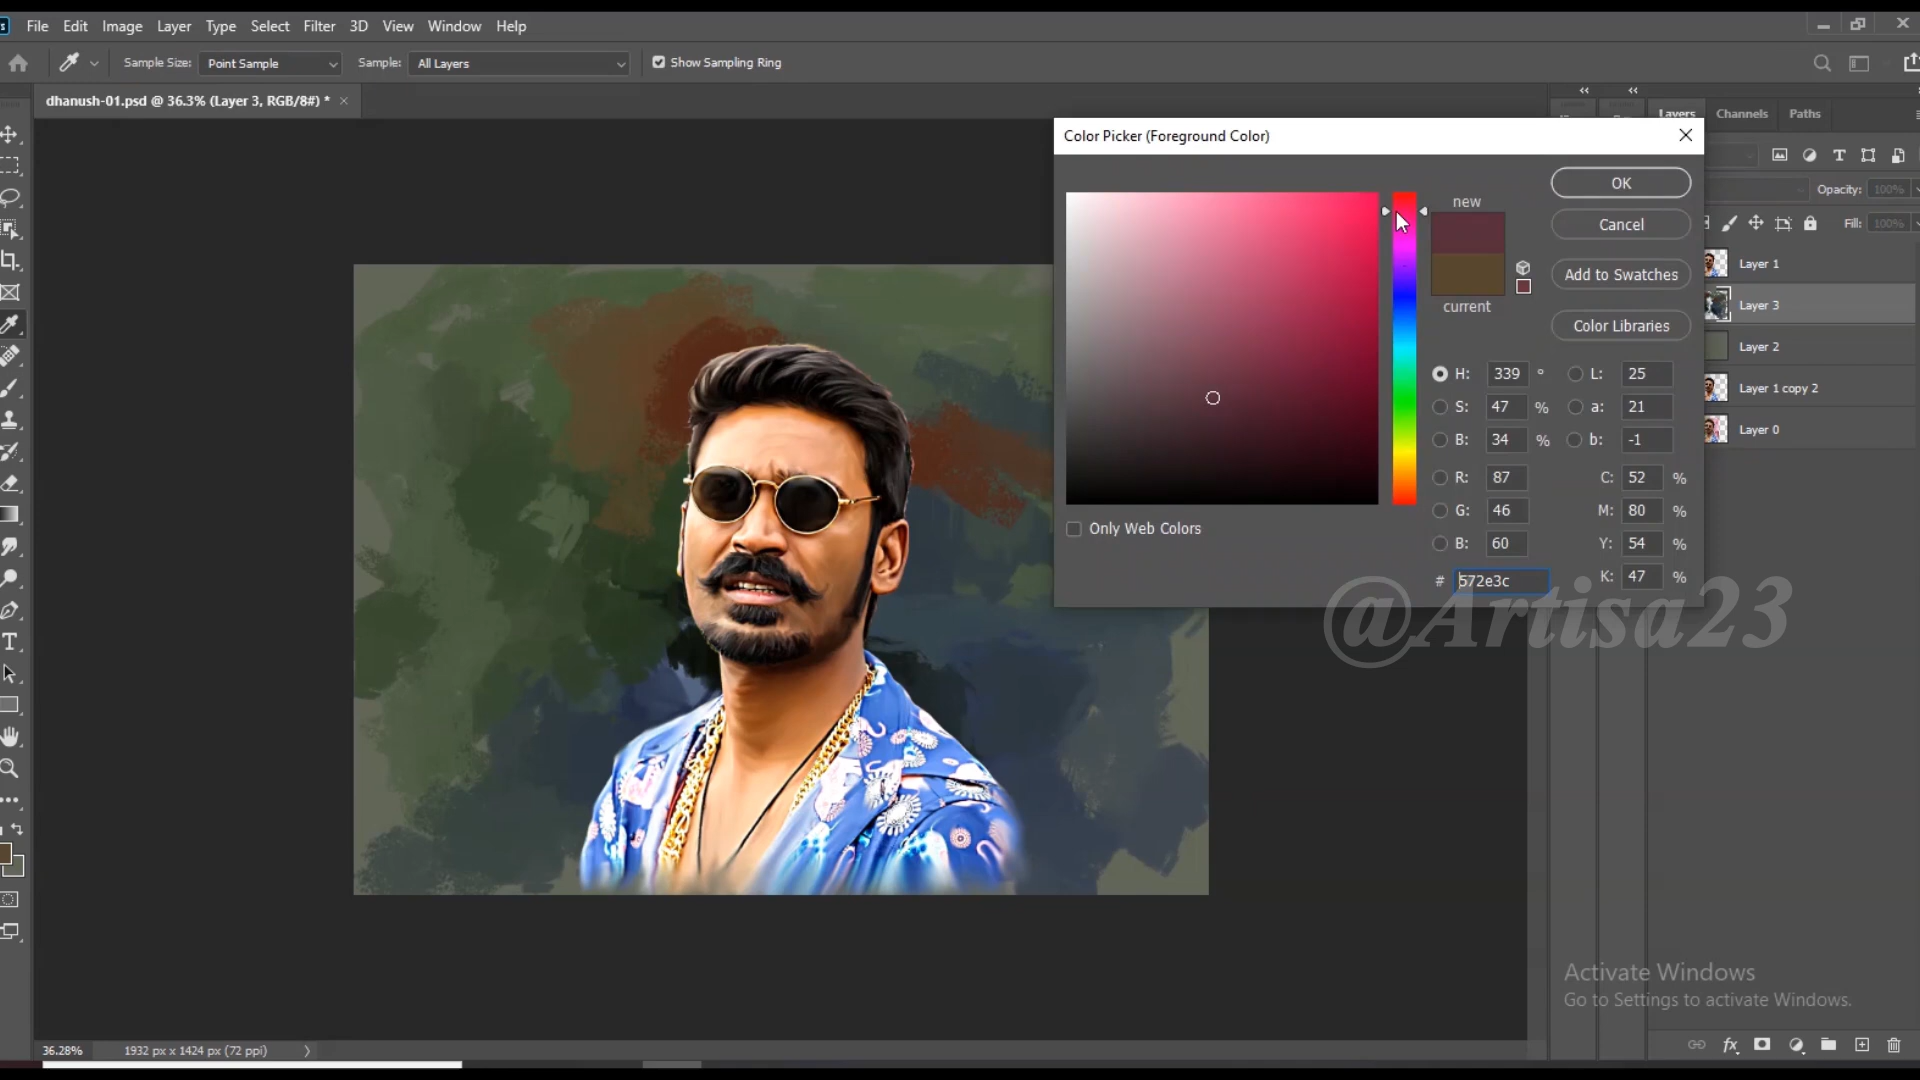 File Edit Image Layer Type Select Filter 3D View Window Help
Sample Size: Point Sample Sample: All Layers Show Sampling Ring
dhanush-01.psd @ 36.3% (Layer 3, RGB/8#) * ×
Layers Channels Paths
Color Picker (Foreground Color)
OK
new
Cancel
Opacity: 100%
Fill: 100%
Add to Swatches
Layer 1
current
Layer 3
Color Libraries
Layer 2
H: 339 ° L: 25
Layer 1 copy 2
S: 47 % a: 21
Layer 0
B: 34 % b: -1
R: 87 C: 52 %
G: 46 M: 80 %
Only Web Colors
B: 60 Y: 54 %
# 572e3c K: 47 %
@Artisa23
Activate Windows
Go to Settings to activate Windows.
36.28% 1932 px x 1424 px (72 ppi)